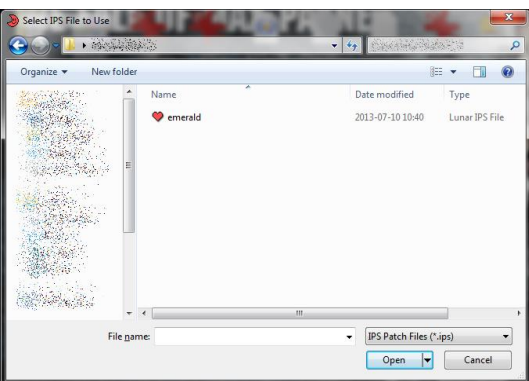 Select IPS File to Use
Organize New folder
Name Date modified Type
emerald 2013-07-10 10:40 Lunar IPS File
File name: IPS Patch Files (*.ips)
Open Cancel